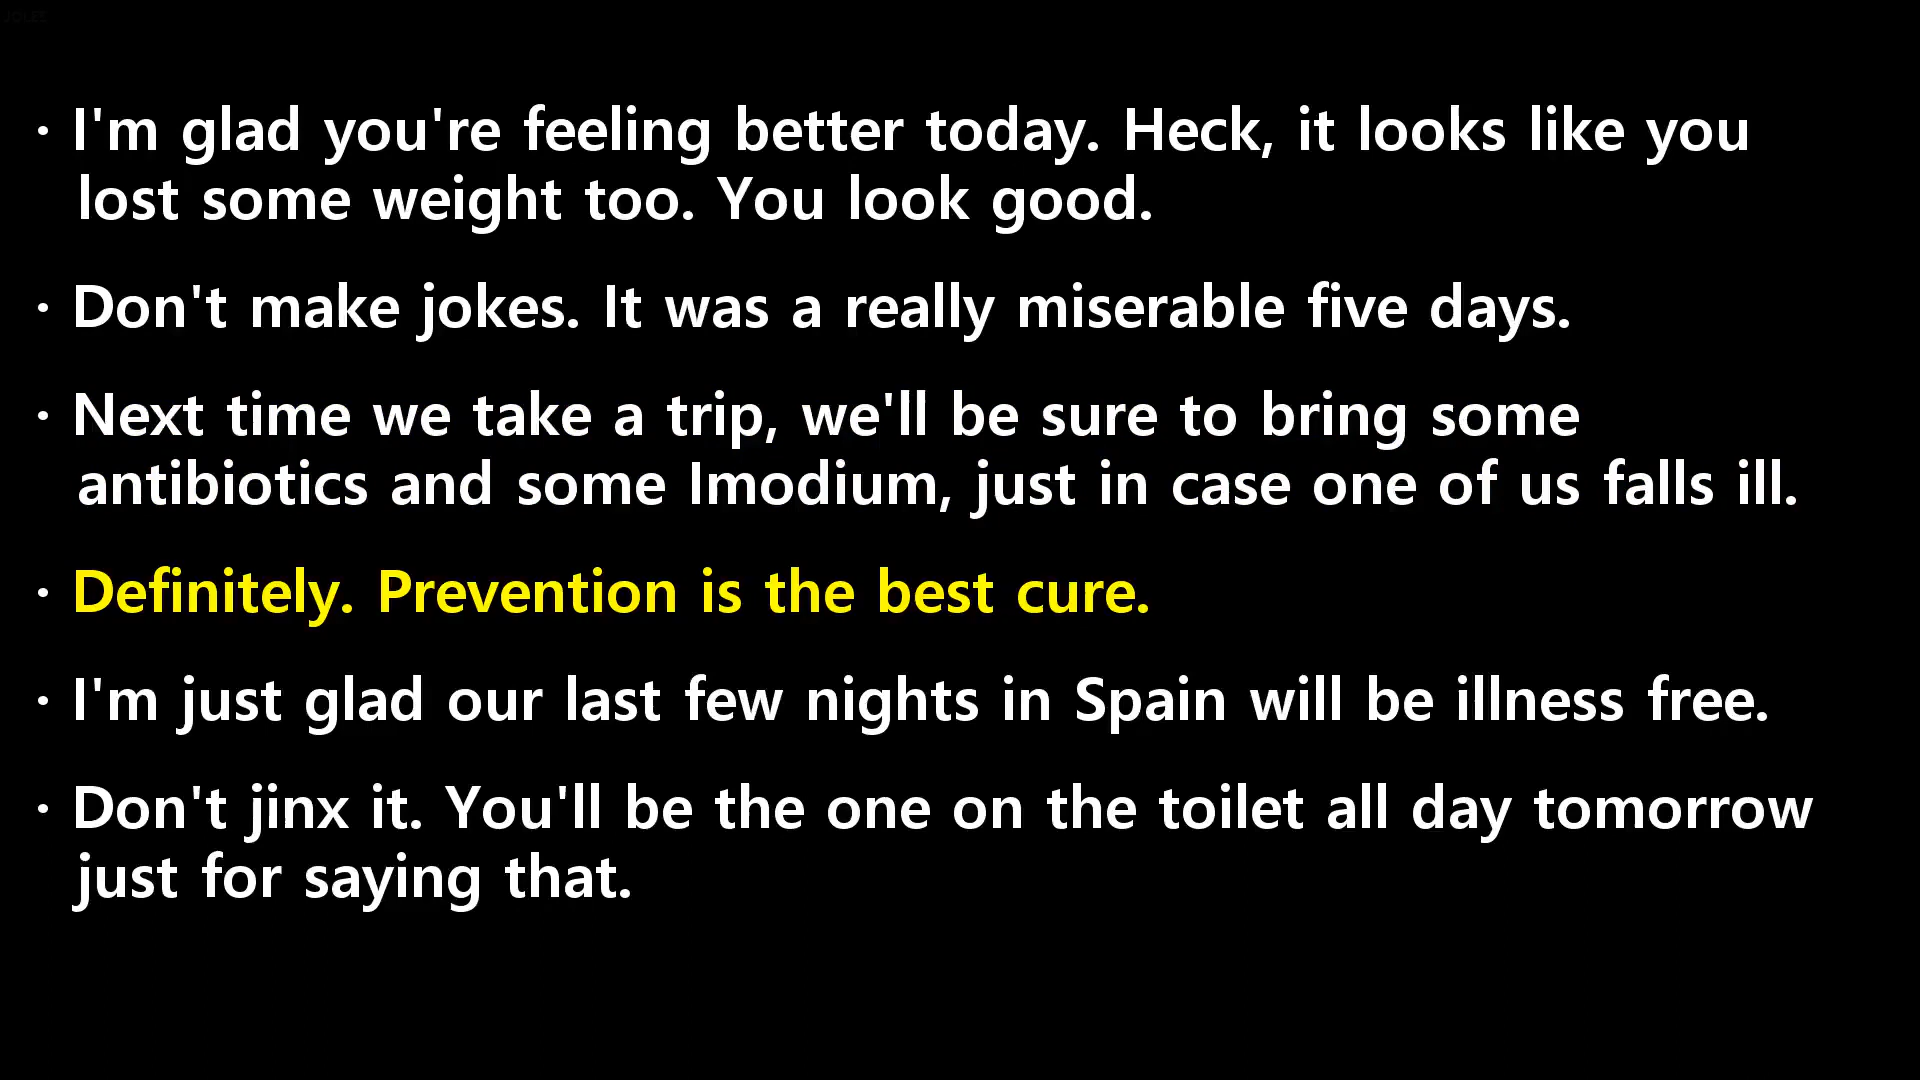 · I'm glad you're feeling better today. Heck, it looks like you
lost some weight too. You look good.
· Don't make jokes. It was a really miserable five days.
· Next time we take a trip, we'll be sure to bring some
antibiotics and some Imodium, just in case one of us falls ill.
· Definitely. Prevention is the best cure.
· I'm just glad our last few nights in Spain will be illness free.
· Don't jinx it. You'll be the one on the toilet all day tomorrow
just for saying that.